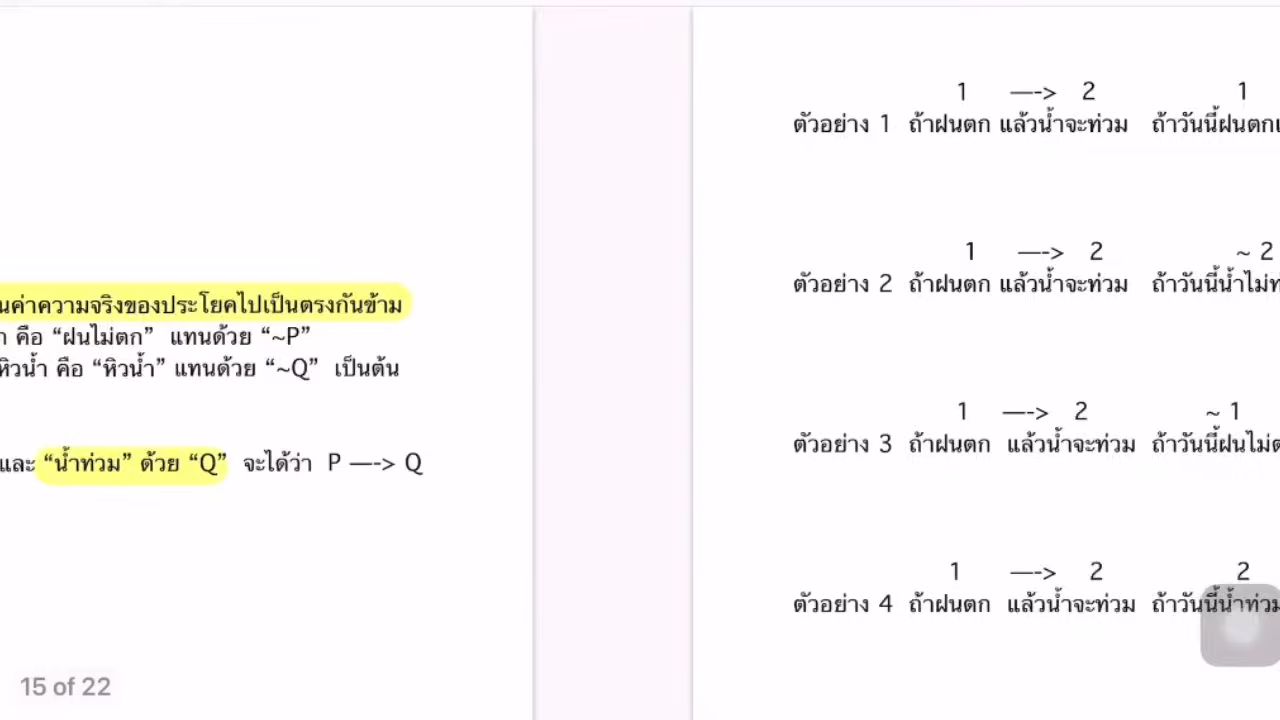 นค่าความจริงของประโยคไปเป็นตรงกันข้าม
คือ “ฝนไม่ตก” แทนด้วย “~P”
หิวน้ำ คือ “หิวน้ำ” แทนด้วย “~Q” เป็นต้น
และ “น้ำท่วม” ด้วย “Q” จะได้ว่า P —-> Q
15 of 22
1 —-> 2 1
ตัวอย่าง 1 ถ้าฝนตก แล้วน้ำจะท่วม ถ้าวันนี้ฝนตก
1 —-> 2 ~ 2
ตัวอย่าง 2 ถ้าฝนตก แล้วน้ำจะท่วม ถ้าวันนี้น้ำไม่
1 —-> 2 ~ 1
ตัวอย่าง 3 ถ้าฝนตก แล้วน้ำจะท่วม ถ้าวันนี้ฝนไม่
1 —-> 2 2
ตัวอย่าง 4 ถ้าฝนตก แล้วน้ำจะท่วม ถ้าวันนี้น้ำท่วม